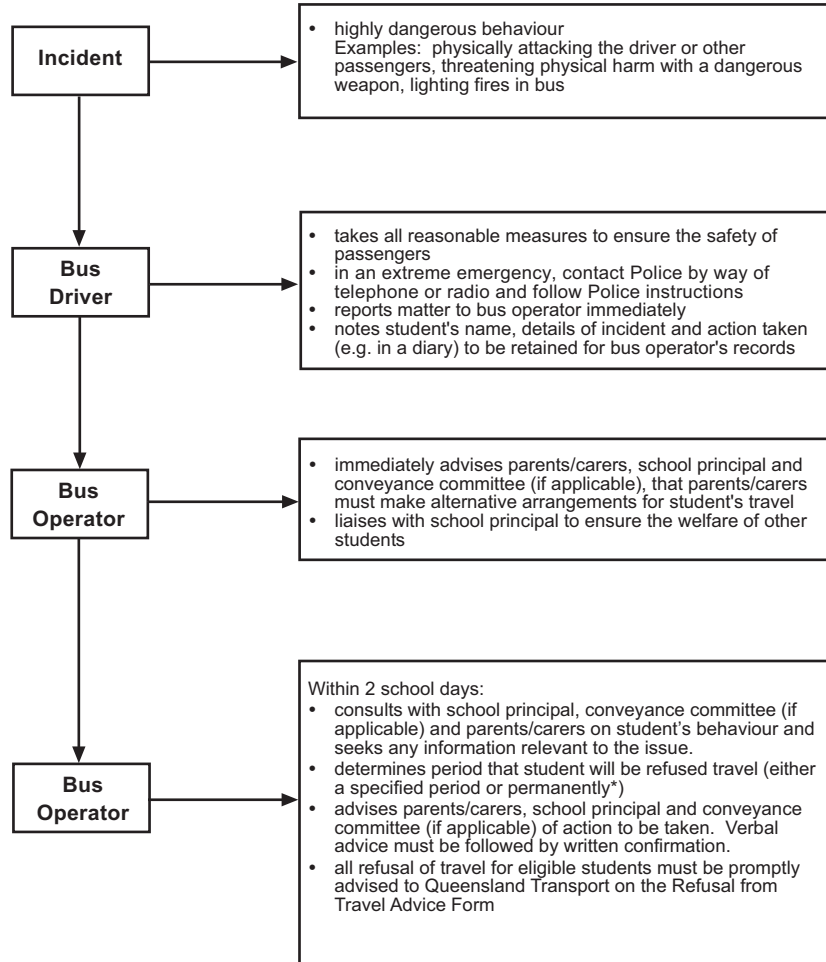 Incident
• highly dangerous behaviour
Examples: physically attacking the driver or other
passengers, threatening physical harm with a dangerous
weapon, lighting fires in bus
Bus
Driver
• takes all reasonable measures to ensure the safety of
passengers
• in an extreme emergency, contact Police by way of
telephone or radio and follow Police instructions
• reports matter to bus operator immediately
• notes student's name, details of incident and action taken
(e.g. in a diary) to be retained for bus operator's records
Bus
Operator
• immediately advises parents/carers, school principal and
conveyance committee (if applicable), that parents/carers
must make alternative arrangements for student's travel
• liaises with school principal to ensure the welfare of other
students
Bus
Operator
Within 2 school days:
• consults with school principal, conveyance committee (if
applicable) and parents/carers on student’s behaviour and
seeks any information relevant to the issue.
• determines period that student will be refused travel (either
a specified period or permanently*)
• advises parents/carers, school principal and conveyance
committee (if applicable) of action to be taken. Verbal
advice must be followed by written confirmation.
• all refusal of travel for eligible students must be promptly
advised to Queensland Transport on the Refusal from
Travel Advice Form